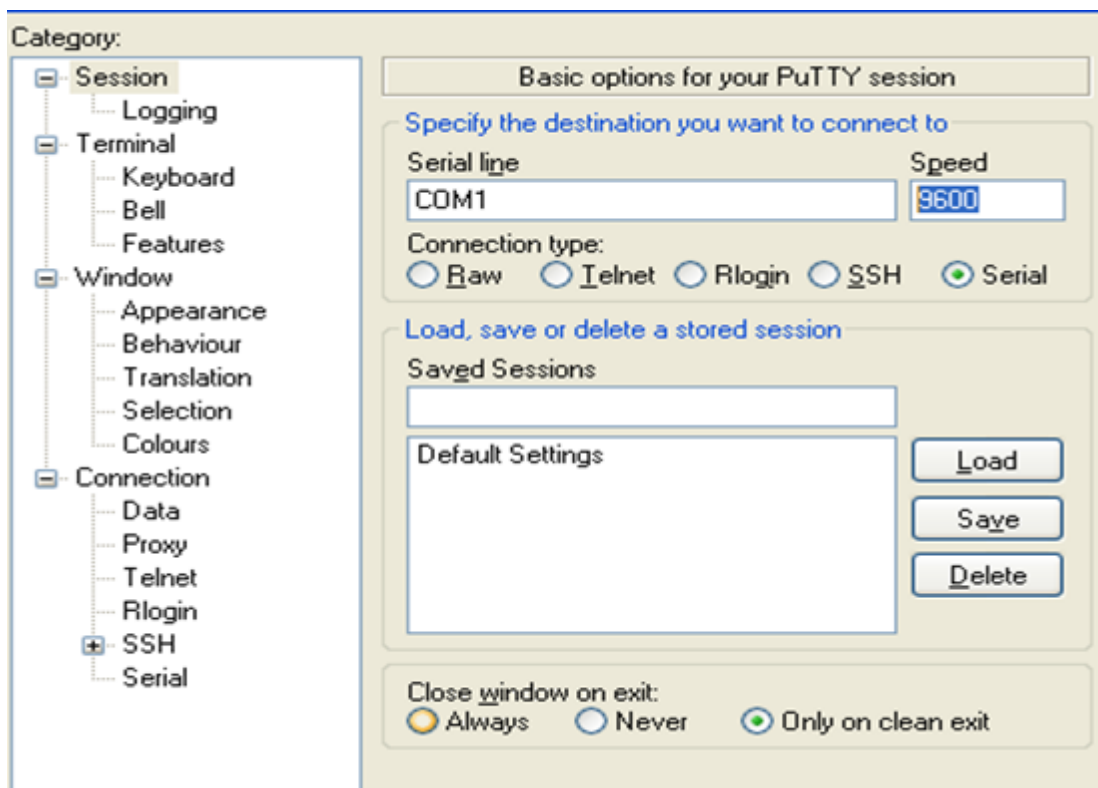 Category:
Session
Logging
Terminal
Keyboard
Bell
Features
Window
Appearance
Behaviour
Translation
Selection
Colours
Connection
Data
Proxy
Telnet
Rlogin
SSH
Serial
Basic options for your PuTTY session
Specify the destination you want to connect to
Serial line Speed
COM1 9600
Connection type:
Raw Telnet Rlogin SSH Serial
Load, save or delete a stored session
Saved Sessions
Default Settings
Load
Save
Delete
Close window on exit:
Always Never Only on clean exit